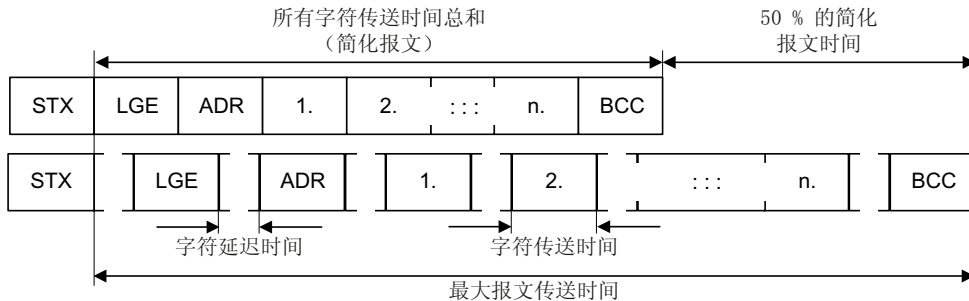 所有字符传送时间总和
（简化报文）
50 % 的简化
报文时间
STX LGE ADR 1. 2. : : : n. BCC
STX LGE ADR 1. 2. : : : n. BCC
字符延迟时间 字符传送时间
最大报文传送时间